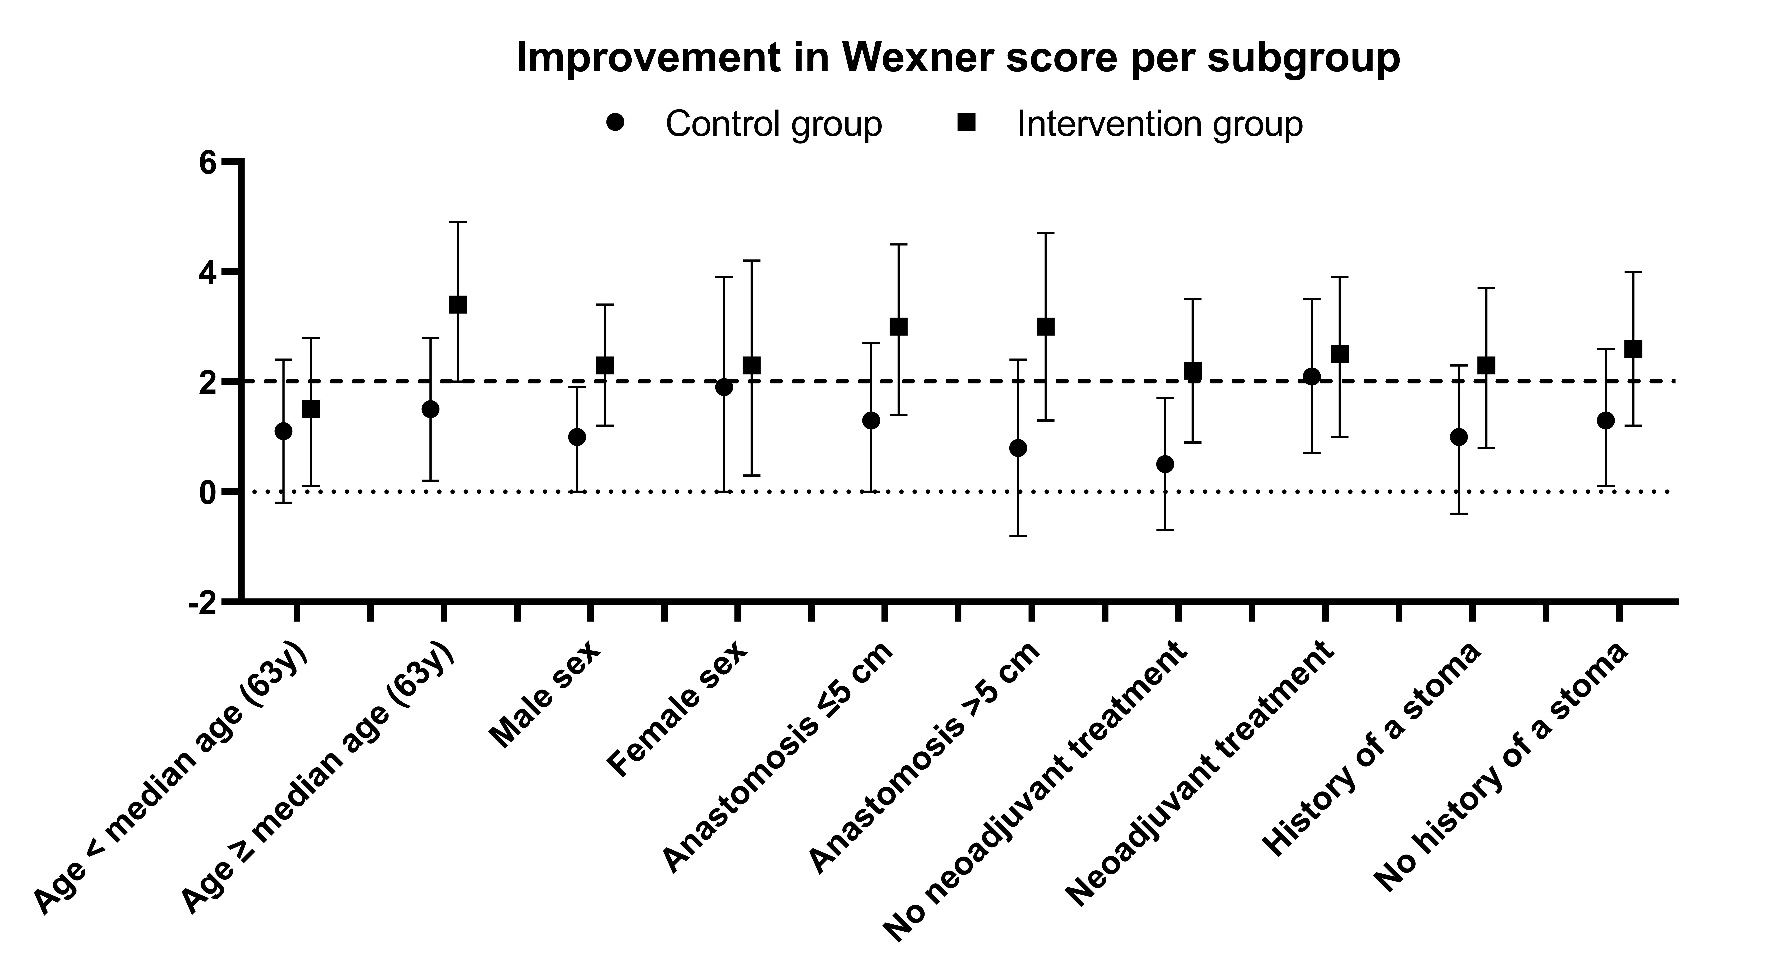 Improvement in Wexner score per subgroup
Control group
Intervention group
6
4
2
0
-2
Age < median age (63y)
Age ≥ median age (63y)
Male sex
Female sex
Anastomosis ≤5 cm
Anastomosis >5 cm
No neoadjuvant treatment
Neoadjuvant treatment
History of a stoma
No history of a stoma